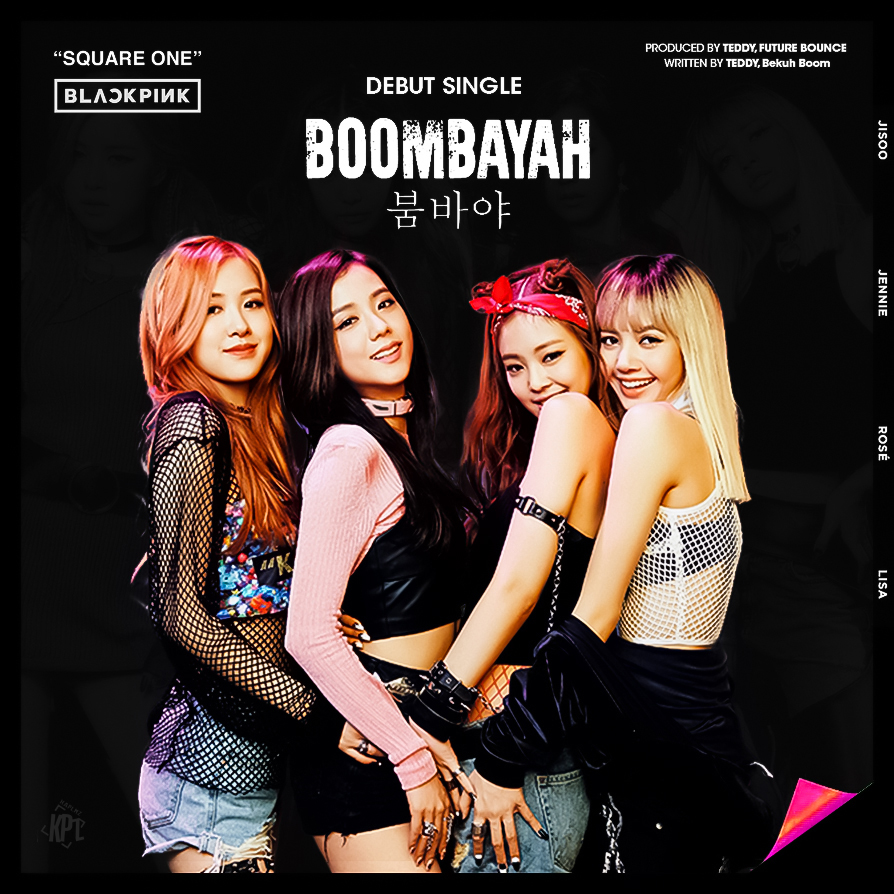 “SQUARE ONE”
BLACKPINK
PRODUCED BY TEDDY, FUTURE BOUNCE
WRITTEN BY TEDDY, Bekuh Boom
DEBUT SINGLE
BOOMBAYAH
붐바야
JISOO
JENNIE
ROSÉ
LISA
"K
KPL